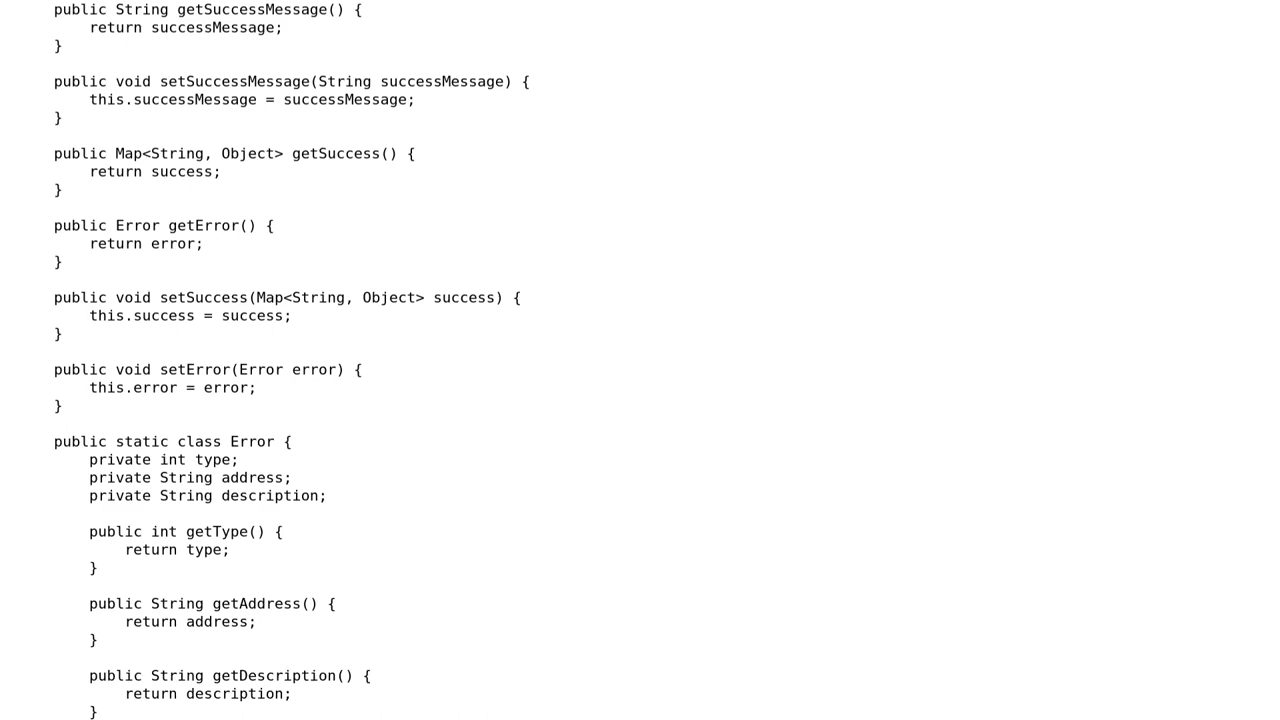 public String getSuccessMessage() {
return successMessage;
}
public void setSuccessMessage(String successMessage) {
this.successMessage = successMessage;
}
public Map<String, Object> getSuccess() {
return success;
}
public Error getError() {
return error;
}
public void setSuccess(Map<String, Object> success) {
this.success = success;
}
public void setError(Error error) {
this.error = error;
}
public static class Error {
private int type;
private String address;
private String description;
public int getType() {
return type;
}
public String getAddress() {
return address;
}
public String getDescription() {
return description;
}